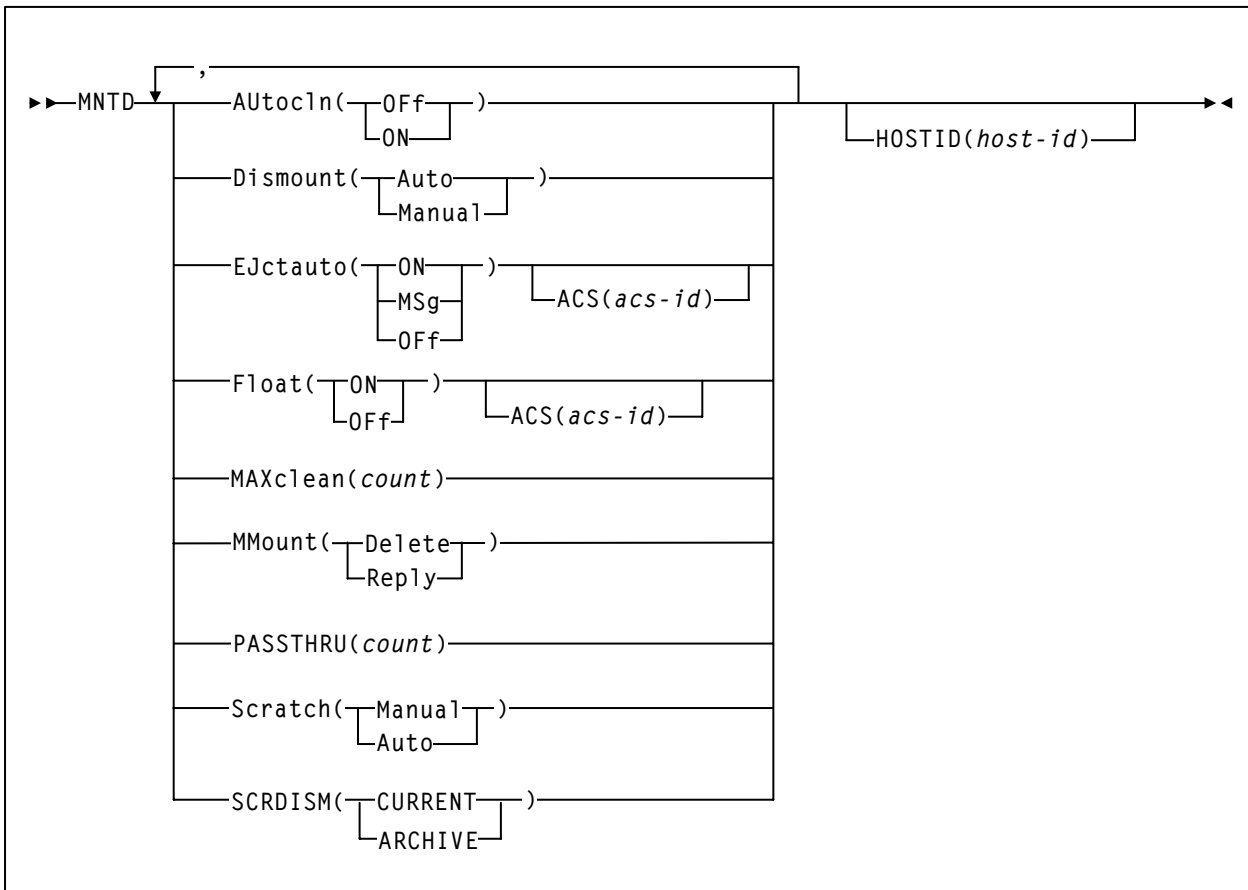 ,
MNTD AUtocln( OFf )
ON
HOSTID(host-id)
Dismount( Auto )
Manual
EJctauto( ON )
MSg
ACS(acs-id)
OFf
Float( ON )
OFf
ACS(acs-id)
MAXclean(count)
MMount( Delete )
Reply
PASSTHRU(count)
Scratch( Manual )
Auto
SCRDISM( CURRENT )
ARCHIVE